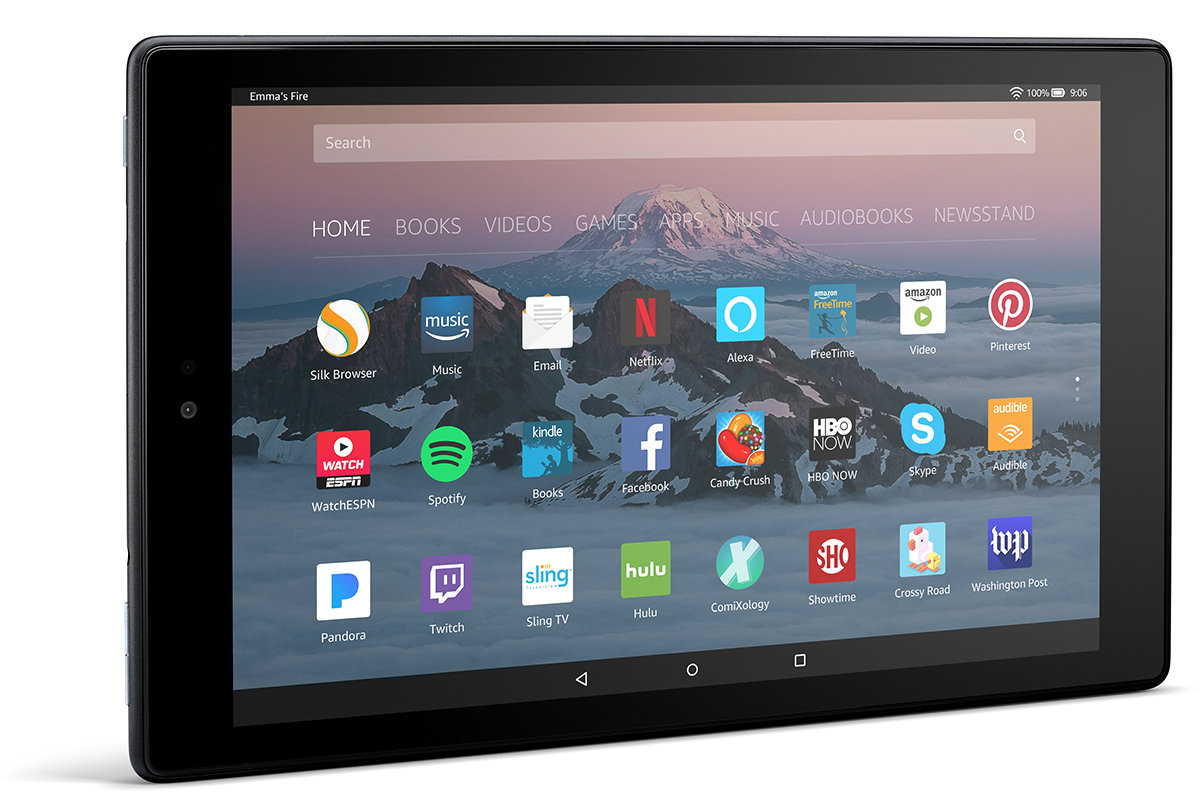 Emma's Fire 100% 9:06
Search
HOME BOOKS VIDEOS GAMES APPS MUSIC AUDIOBOOKS NEWSSTAND
music
amazon
FreeTime
amazon
Silk Browser Music Email Netflix Alexa FreeTime Video Pinterest
WATCH
ESPN
kindle
HBO
NOW
audible
WatchESPN Spotify Books Facebook Candy Crush HBO NOW Skype Audible
sling
TELEVISION
hulu
SHO
wp
Pandora Twitch Sling TV Hulu ComiXology Showtime Crossy Road Washington Post